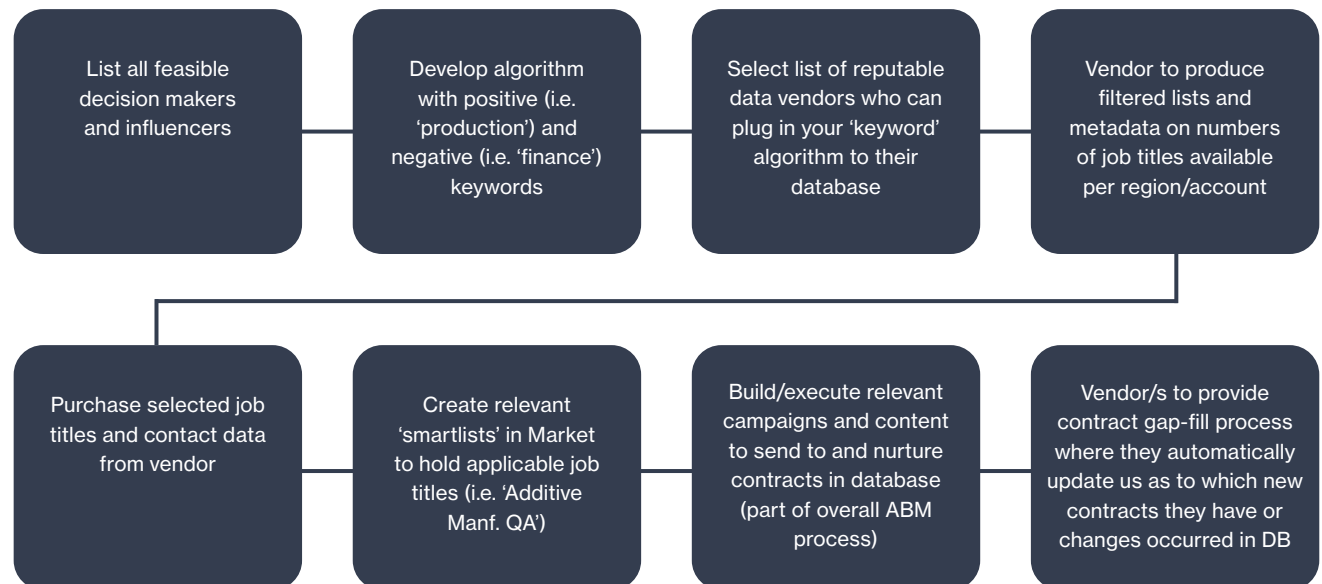 List all feasible
decision makers
and influencers
Develop algorithm
with positive (i.e.
‘production’) and
negative (i.e. ‘finance’)
keywords
Select list of reputable
data vendors who can
plug in your ‘keyword’
algorithm to their
database
Vendor to produce
filtered lists and
metadata on numbers
of job titles available
per region/account
Purchase selected job
titles and contact data
from vendor
Create relevant
‘smartlists’ in Market
to hold applicable job
titles (i.e. ‘Additive
Manf. QA’)
Build/execute relevant
campaigns and content
to send to and nurture
contracts in database
(part of overall ABM
process)
Vendor/s to provide
contract gap-fill process
where they automatically
update us as to which new
contracts they have or
changes occurred in DB